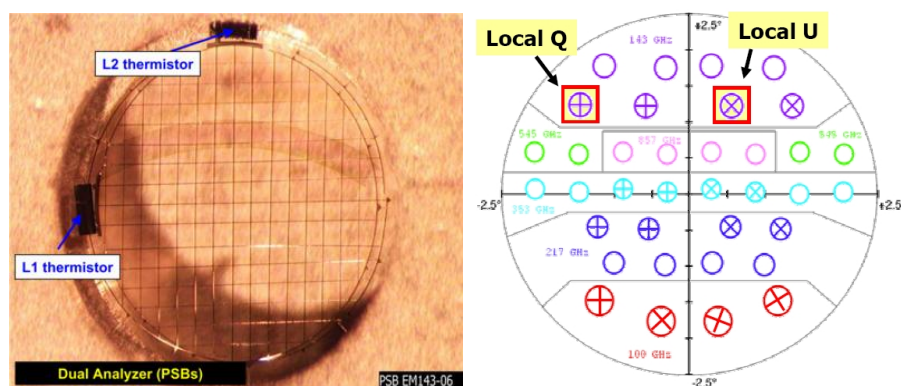 L2 thermistor
L1 thermistor
Dual Analyzer (PSBs)
PSB EM143-06
Local Q
Local U
+2.5°
143 GHz
545 GHz
857 GHz
545 GHz
-2.5°
+2.5°
353 GHz
217 GHz
100 GHz
-2.5°